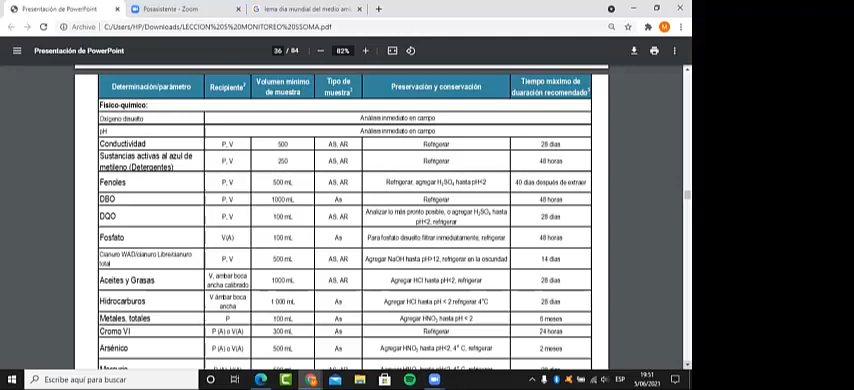 Presentación de PowerPoint
Posasistente - Zoom
lema dia mundial del medio am
Archivo | C:/Users/HP/Downloads/LECCION%205%20MONITOREO%20SSOMA.pdf
M
Presentación de PowerPoint
36 / 84
82%
Determinación/parámetro Recipiente Volumen mínimo de muestra Tipo de muestra Preservación y conservación Tiempo máximo de duaración recomendado
Físico-químico:
Oxígeno disuelto Análisis inmediato en campo
pH Análisis inmediato en campo
Conductividad P, V 500 AS, AR Refrigerar 28 días
Sustancias activas al azul de metileno (Detergentes) P, V 250 AS, AR Refrigerar 48 horas
Fenoles P, V 500 mL AS, AR Refrigerar, agregar H₂SO₄ hasta pH<2 40 días después de extraer
DBO P, V 1000 mL As Refrigerar 48 horas
DQO P, V 100 mL AS, AR Analizar lo más pronto posible, o agregar H₂SO₄ hasta pH<2; refrigerar 28 días
Fosfato V(A) 100 mL As Para fosfato disuelto filtrar inmediatamente; refrigerar 48 horas
Cianuro WAD/cianuro Libre/cianuro total P, V 500 mL AS, AR Agregar NaOH hasta pH>12, refrigerar en la oscuridad 14 días
Aceites y Grasas V, ambar boca ancha calibrado 1000 mL AS, AR Agregar HCl hasta pH<2, refrigerar 28 días
Hidrocarburos V ámbar boca ancha 1 000 mL As Agregar HCl hasta pH < 2 refrigerar 4°C 28 días
Metales, totales P 100 mL As Agregar HNO₃ hasta pH < 2 6 meses
Cromo VI P (A) o V(A) 300 mL As Refrigerar 24 horas
Arsénico P (A) o V(A) 500 mL As Agregar HNO₃ hasta pH<2, 4° C, refrigerar 2 meses
Escribe aquí para buscar
ESP
19:51
5/06/2021